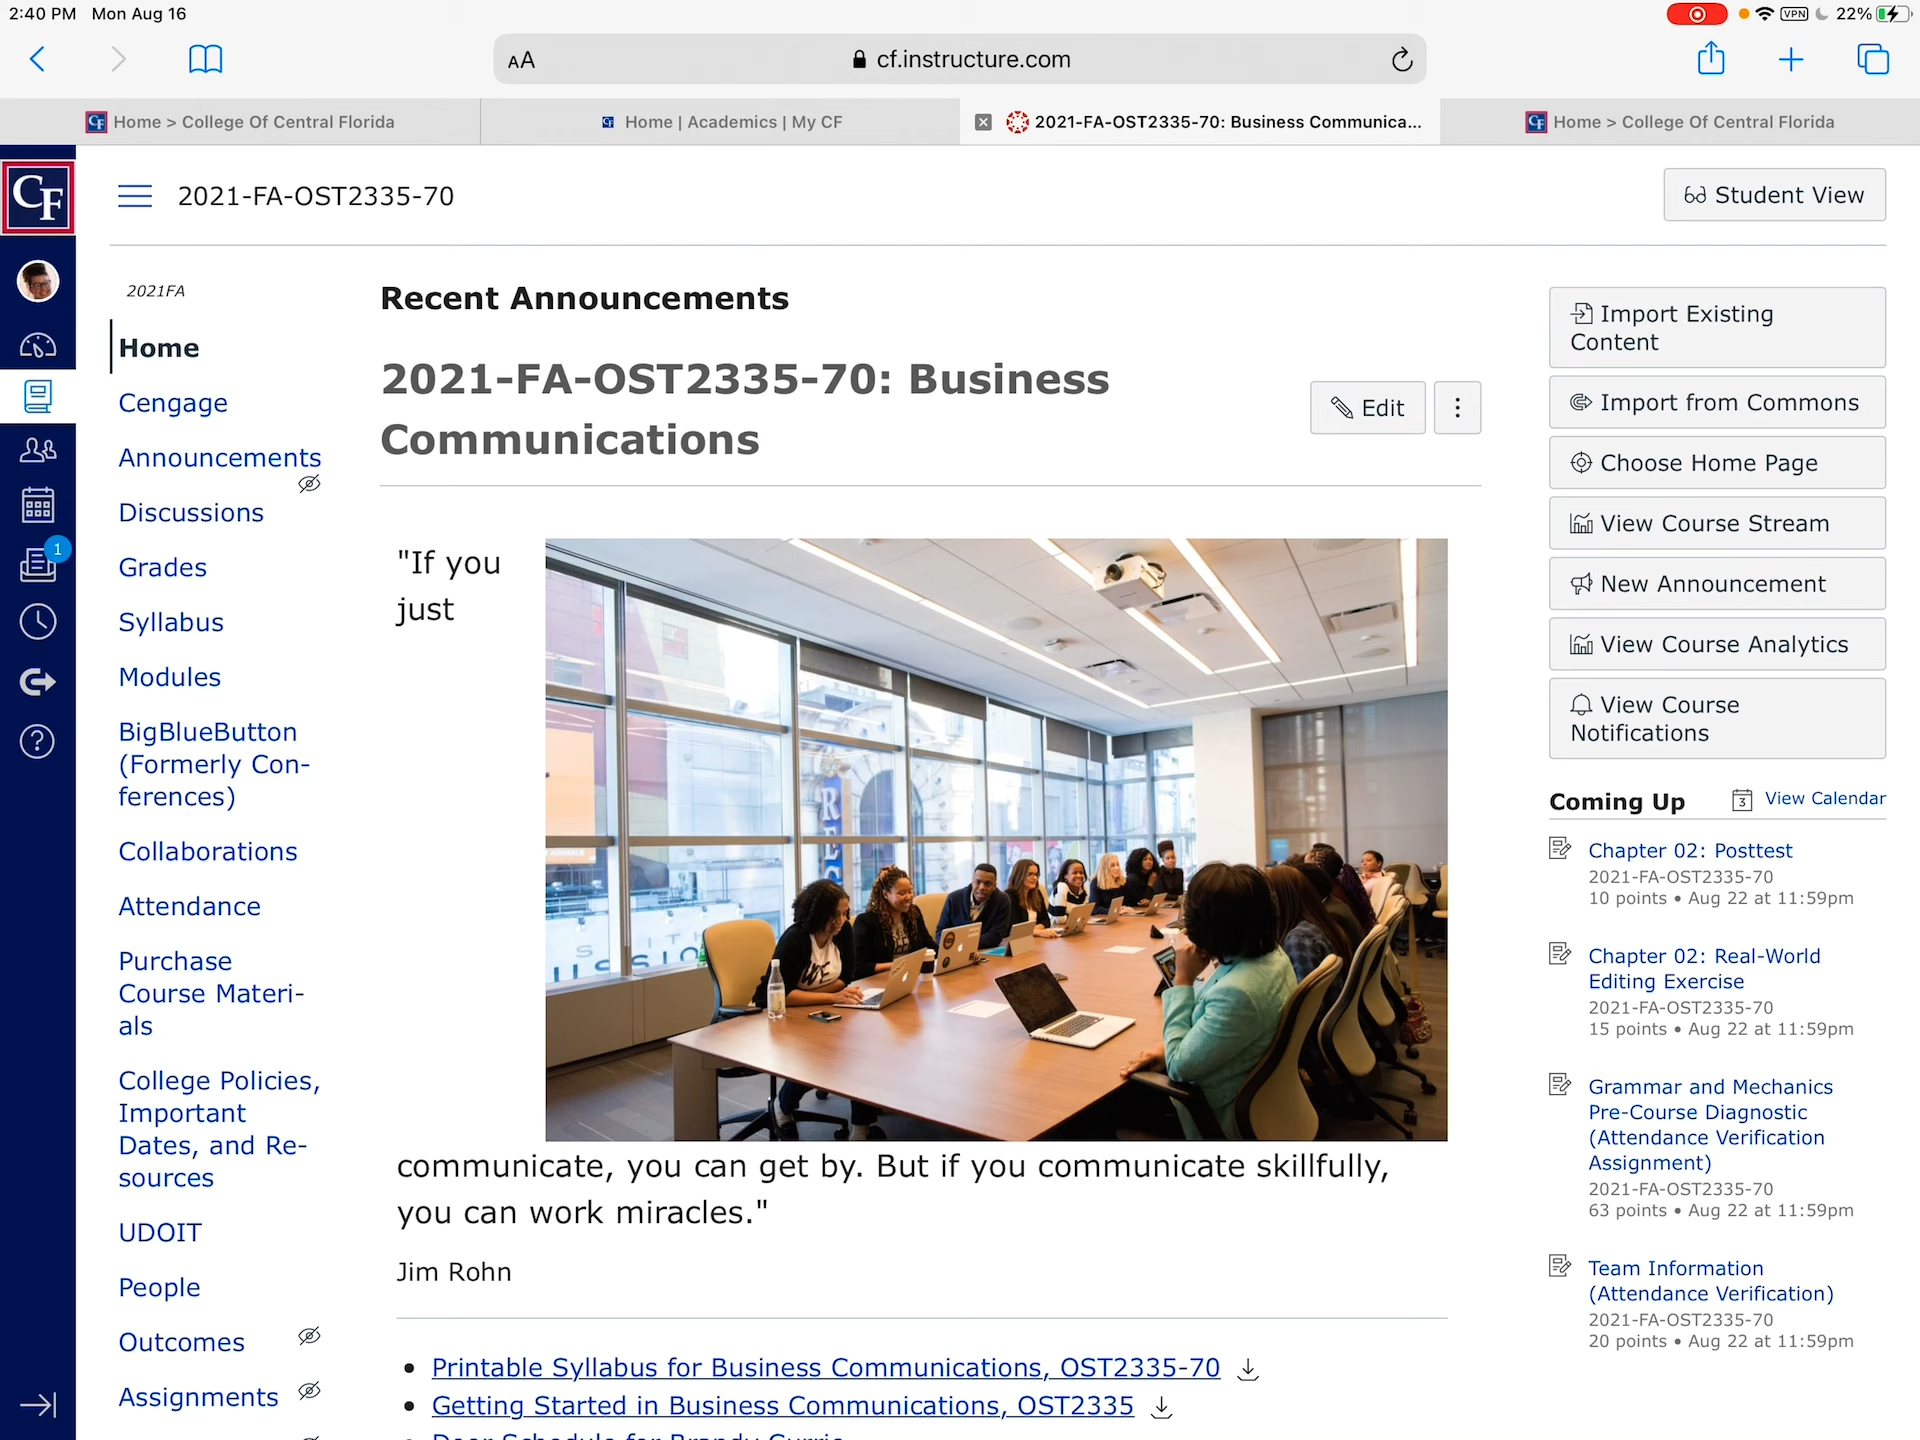 2:40 PM Mon Aug 16
VPN 22%
AA cf.instructure.com
CF Home > College Of Central Florida
CF Home | Academics | My CF
2021-FA-OST2335-70: Business Communica...
CF Home > College Of Central Florida
CF
2021-FA-OST2335-70
Student View
1
2021FA
Home
Cengage
Announcements
Discussions
Grades
Syllabus
Modules
BigBlueButton
(Formerly Con-
ferences)
Collaborations
Attendance
Purchase
Course Materi-
als
College Policies,
Important
Dates, and Re-
sources
UDOIT
People
Outcomes
Assignments
Recent Announcements
2021-FA-OST2335-70: Business
Communications
Edit
"If you
just
communicate, you can get by. But if you communicate skillfully,
you can work miracles."
Jim Rohn
Printable Syllabus for Business Communications, OST2335-70
Getting Started in Business Communications, OST2335
Import Existing
Content
Import from Commons
Choose Home Page
View Course Stream
New Announcement
View Course Analytics
View Course
Notifications
Coming Up
3 View Calendar
Chapter 02: Posttest
2021-FA-OST2335-70
10 points • Aug 22 at 11:59pm
Chapter 02: Real-World
Editing Exercise
2021-FA-OST2335-70
15 points • Aug 22 at 11:59pm
Grammar and Mechanics
Pre-Course Diagnostic
(Attendance Verification
Assignment)
2021-FA-OST2335-70
63 points • Aug 22 at 11:59pm
Team Information
(Attendance Verification)
2021-FA-OST2335-70
20 points • Aug 22 at 11:59pm